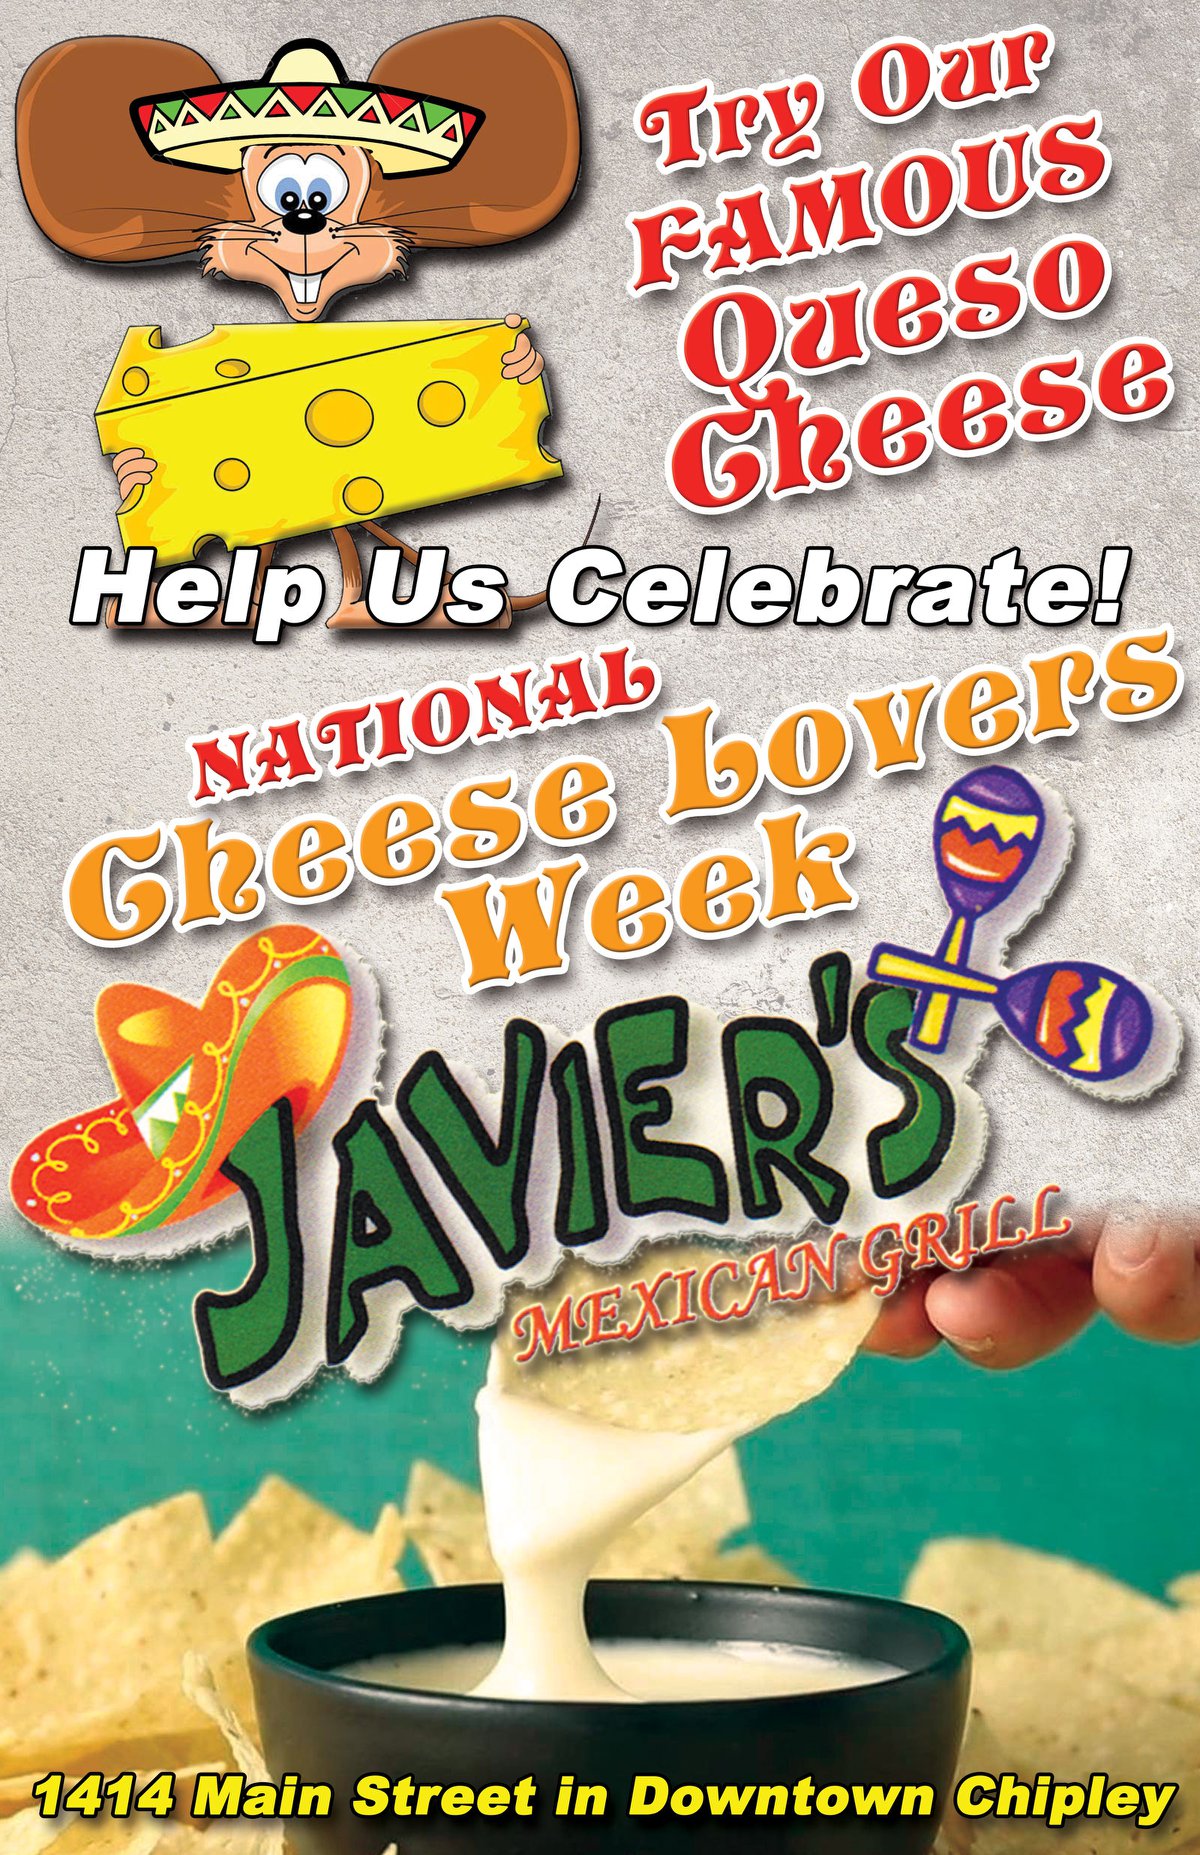 Try Our
FAMOUS
Queso
Cheese
Help Us Celebrate!
NATIONAL
Cheese Lovers
Week
JAVIER'S
MEXICAN GRILL
1414 Main Street in Downtown Chipley